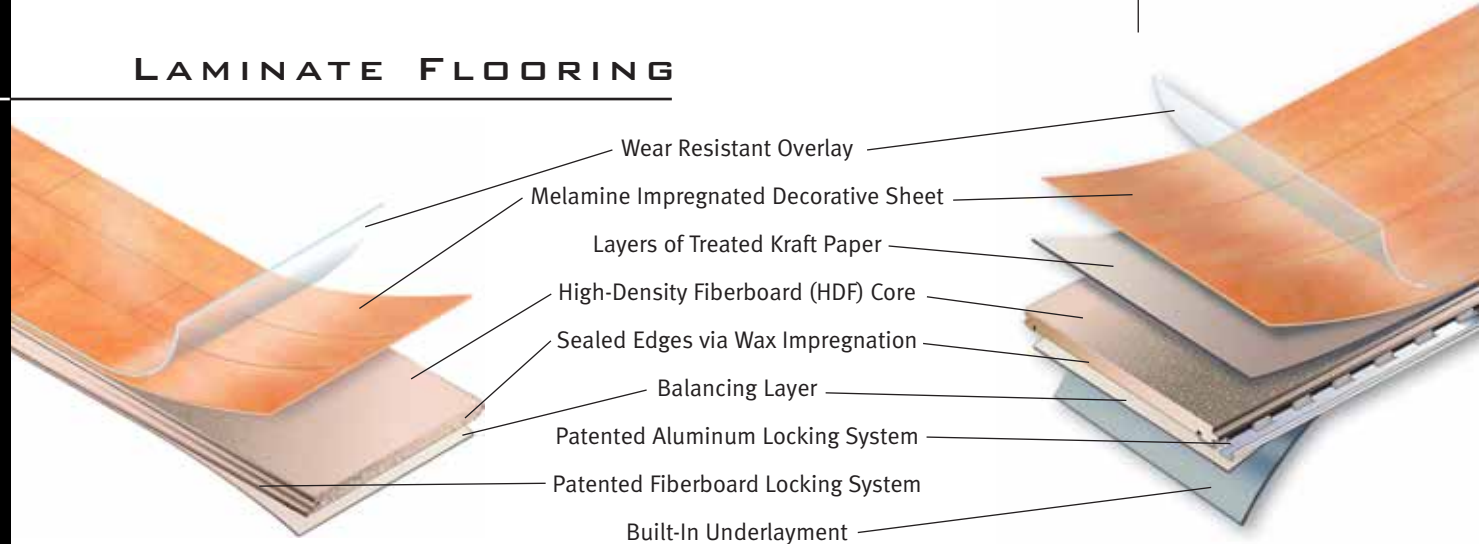 LAMINATE FLOORING
Wear Resistant Overlay
Melamine Impregnated Decorative Sheet
Layers of Treated Kraft Paper
High-Density Fiberboard (HDF) Core
Sealed Edges via Wax Impregnation
Balancing Layer
Patented Aluminum Locking System
Patented Fiberboard Locking System
Built-In Underlayment